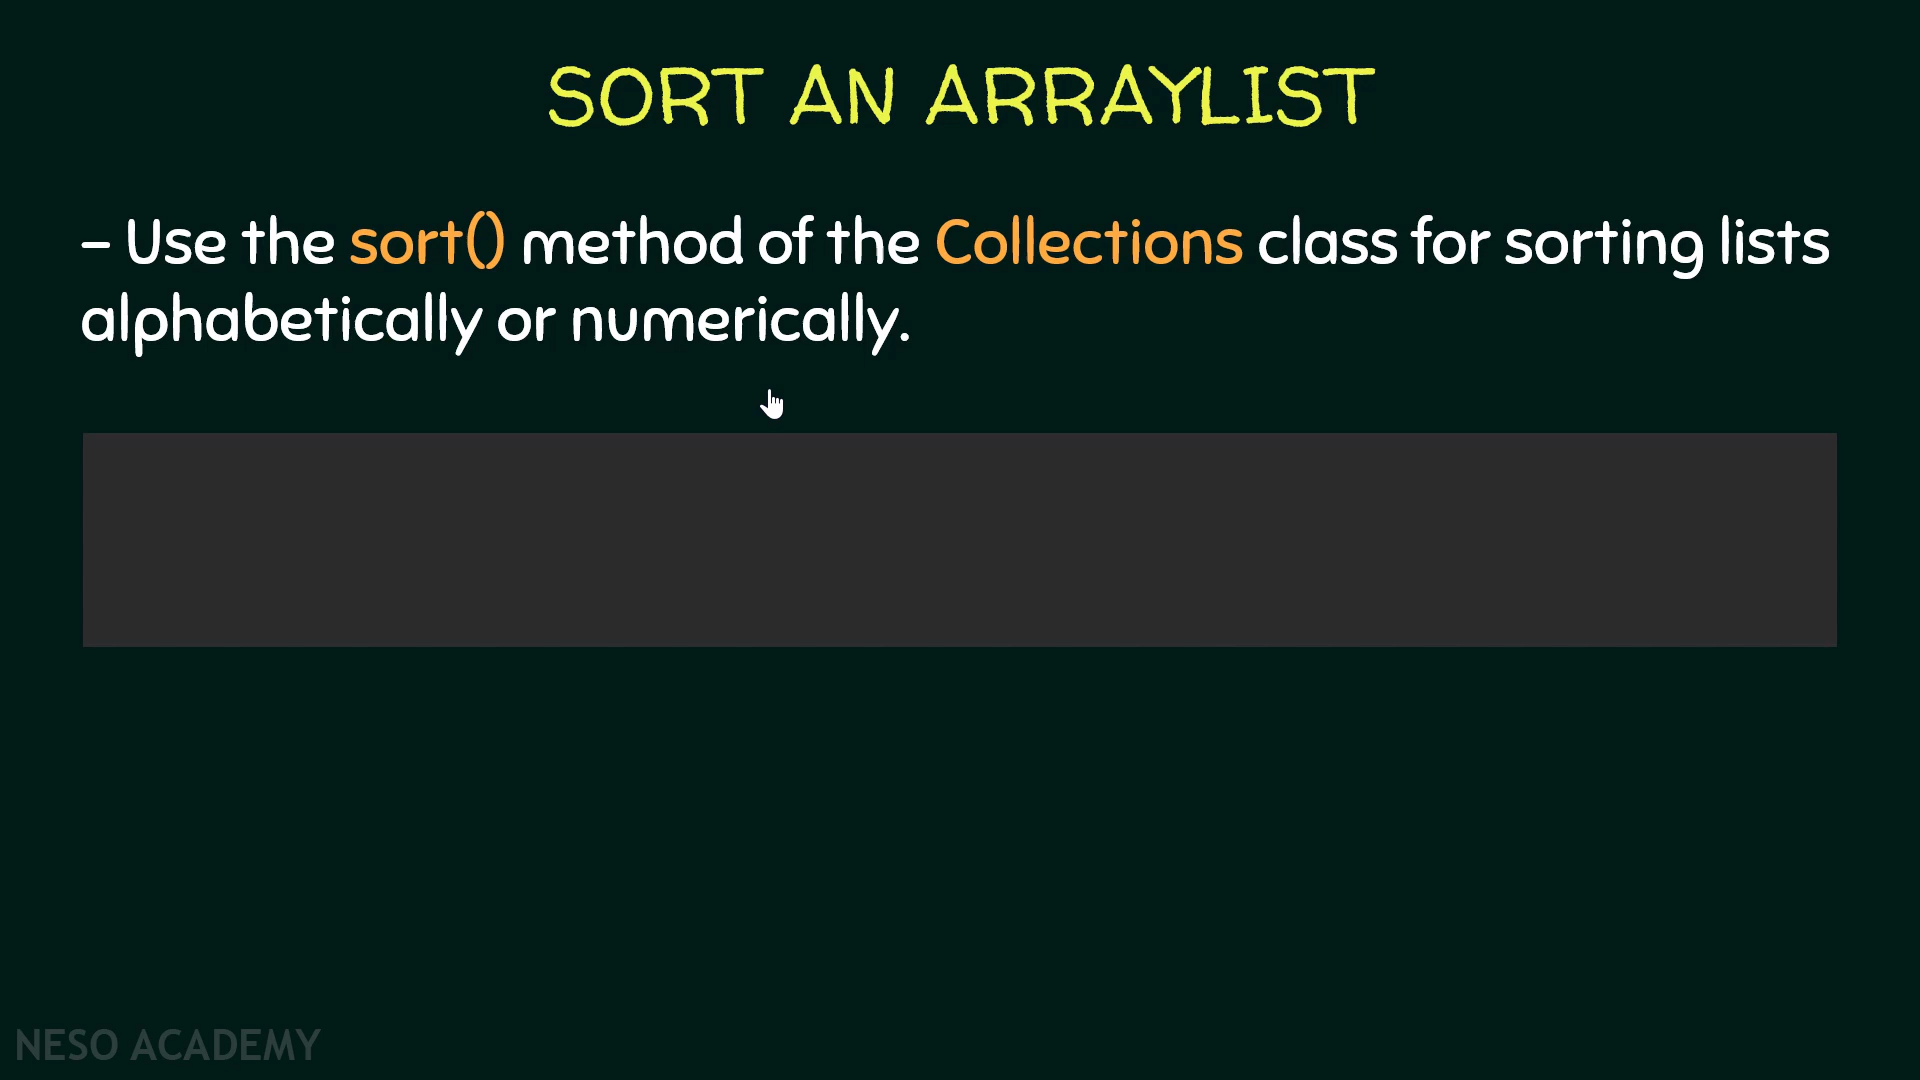 SORT AN ARRAYLIST
– Use the sort() method of the Collections class for sorting lists
alphabetically or numerically.
NESO ACADEMY